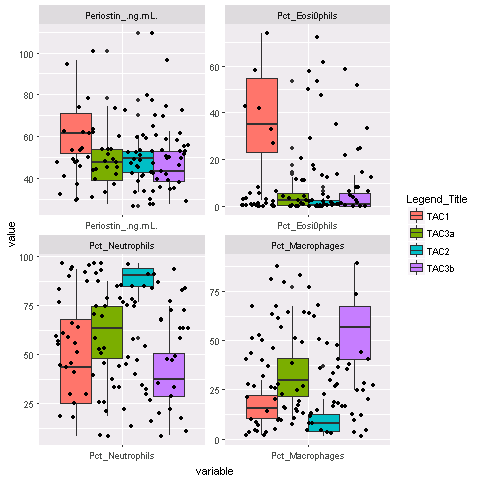 Periostin_.ng.mL.
Pct_Eosi0phils
100
80
60
40
60
40
20
0
Periostin_.ng.mL.
Pct_Eosi0phils
Pct_Neutrophils
Pct_Macrophages
100
75
50
25
75
50
25
0
Pct_Neutrophils
Pct_Macrophages
value
variable
Legend_Title
TAC1
TAC3a
TAC2
TAC3b